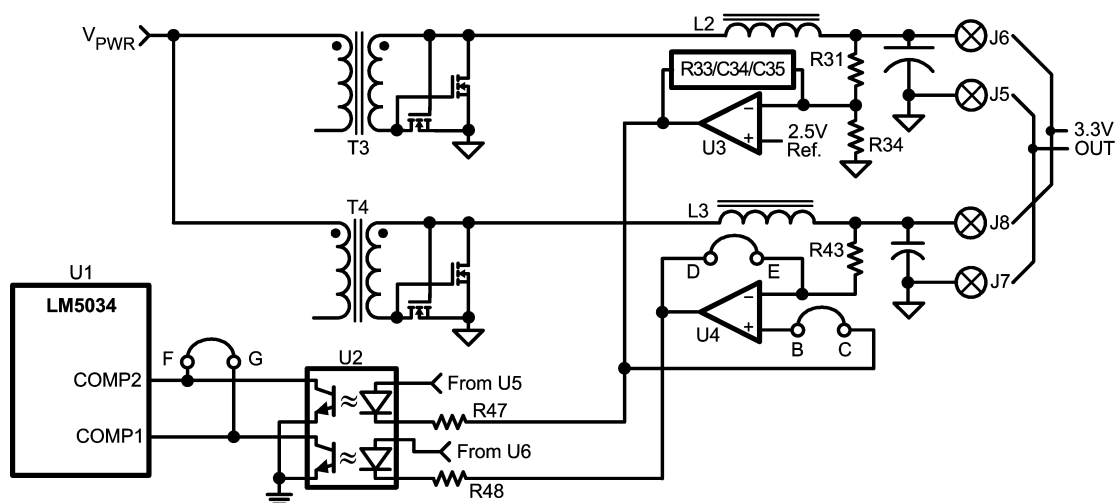 V_PWR
L2
J6
R31
R33/C34/C35
J5
2.5V
Ref.
U3
R34
3.3V
OUT
T3
T4
L3
J8
R43
D
E
J7
U4
B
C
U1
LM5034
F
G
U2
COMP2
From U5
R47
COMP1
From U6
R48